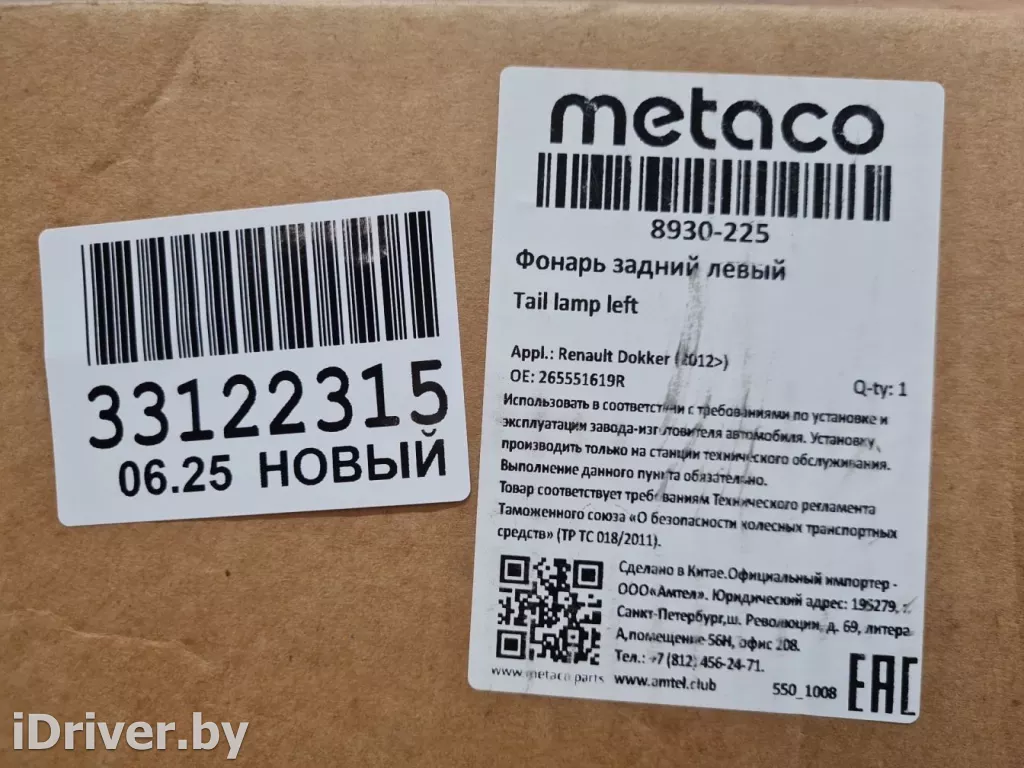 33122315
06.25 НОВЫЙ
metaco
8930-225
Фонарь задний левый
Tail lamp left
Appl.: Renault Dokker (2012>)
OE: 265551619R
Q-ty: 1
Использовать в соответствии с требованиями по установке и
эксплуатации завода-изготовителя автомобиля. Установку
производить только на станции технического обслуживания.
Выполнение данного пункта обязательно.
Товар соответствует требованиям Технического регламента
Таможенного союза «О безопасности колесных транспортных
средств» (ТР ТС 018/2011).
Сделано в Китае.Официальный импортер -
ООО«Амтел». Юридический адрес: 195279, г.
Санкт-Петербург,ш. Революции, д. 69, литера
А,помещение-56Н, офис 208.
Тел.: +7 (812) 456-24-71.
www.metaco.parts
www.amtel.club
550_1008
EAC
iDriver.by